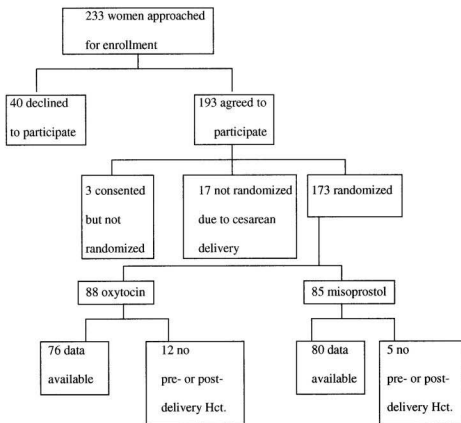 233 women approached
for enrollment
40 declined
to participate
193 agreed to
participate
3 consented
but not
randomized
17 not randomized
due to cesarean
delivery
173 randomized
88 oxytocin
85 misoprostol
76 data
available
12 no
pre- or post-
delivery Hct.
80 data
available
5 no
pre- or post-
delivery Hct.